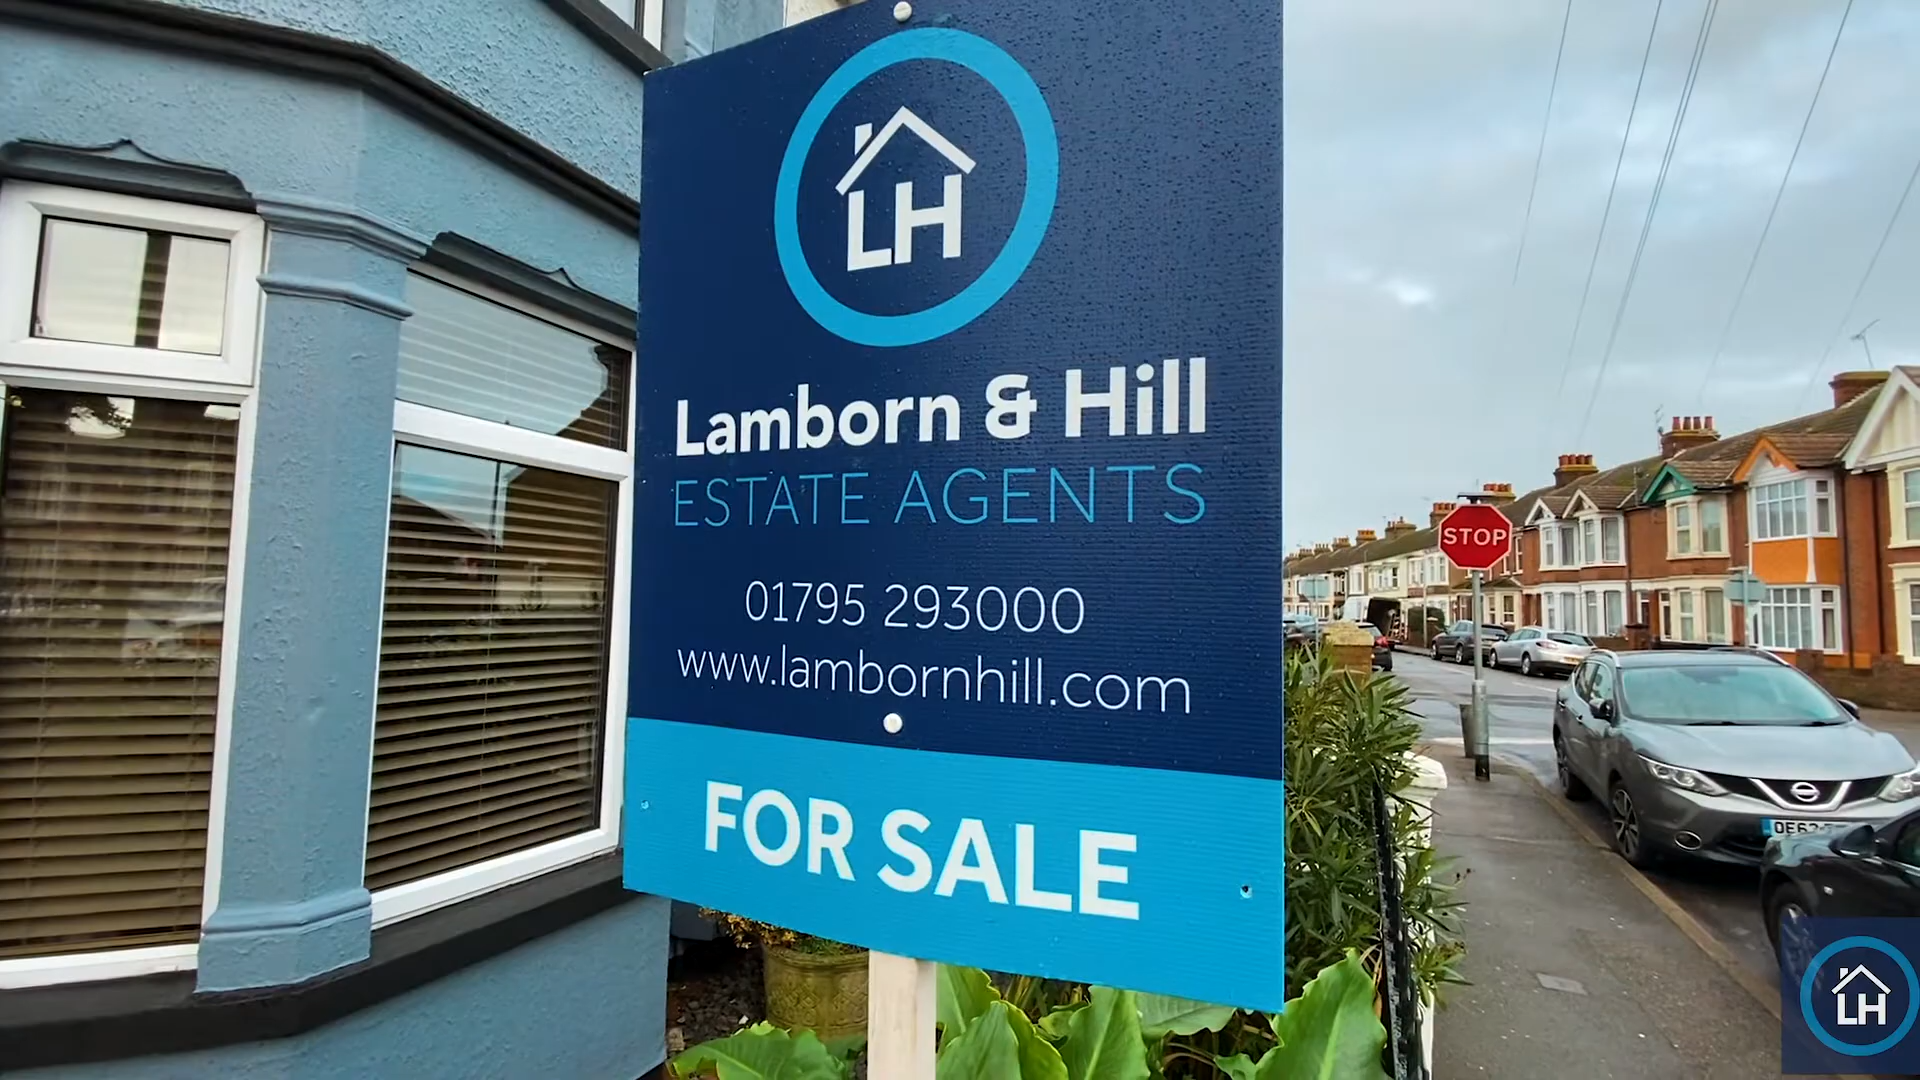 LH
Lamborn & Hill
ESTATE AGENTS
01795 293000
www.lambornhill.com
FOR SALE
STOP
LH